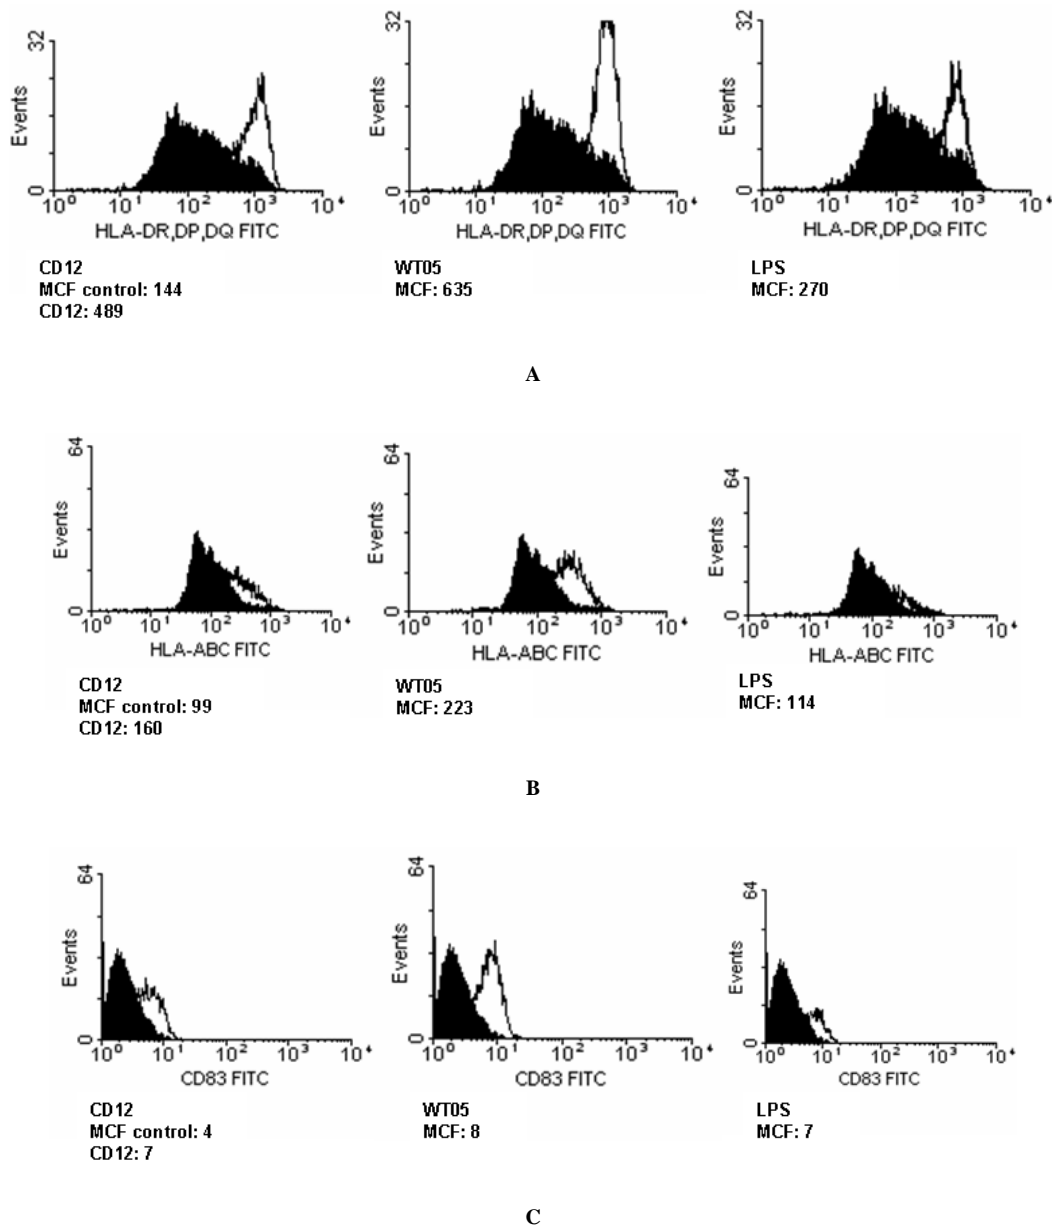 32
Events
0
10⁰ 10¹ 10² 10³ 10⁴
HLA-DR,DP,DQ FITC
CD12
MCF control: 144
CD12: 489
32
Events
0
10⁰ 10¹ 10² 10³ 10⁴
HLA-DR,DP,DQ FITC
WT05
MCF: 635
32
Events
0
10⁰ 10¹ 10² 10³ 10⁴
HLA-DR,DP,DQ FITC
LPS
MCF: 270
A
64
Events
0
10⁰ 10¹ 10² 10³ 10⁴
HLA-ABC FITC
CD12
MCF control: 99
CD12: 160
64
Events
0
10⁰ 10¹ 10² 10³ 10⁴
HLA-ABC FITC
WT05
MCF: 223
64
Events
0
10⁰ 10¹ 10² 10³ 10⁴
HLA-ABC FITC
LPS
MCF: 114
B
64
Events
0
10⁰ 10¹ 10² 10³ 10⁴
CD83 FITC
CD12
MCF control: 4
CD12: 7
64
Events
0
10⁰ 10¹ 10² 10³ 10⁴
CD83 FITC
WT05
MCF: 8
64
Events
0
10⁰ 10¹ 10² 10³ 10⁴
CD83 FITC
LPS
MCF: 7
C